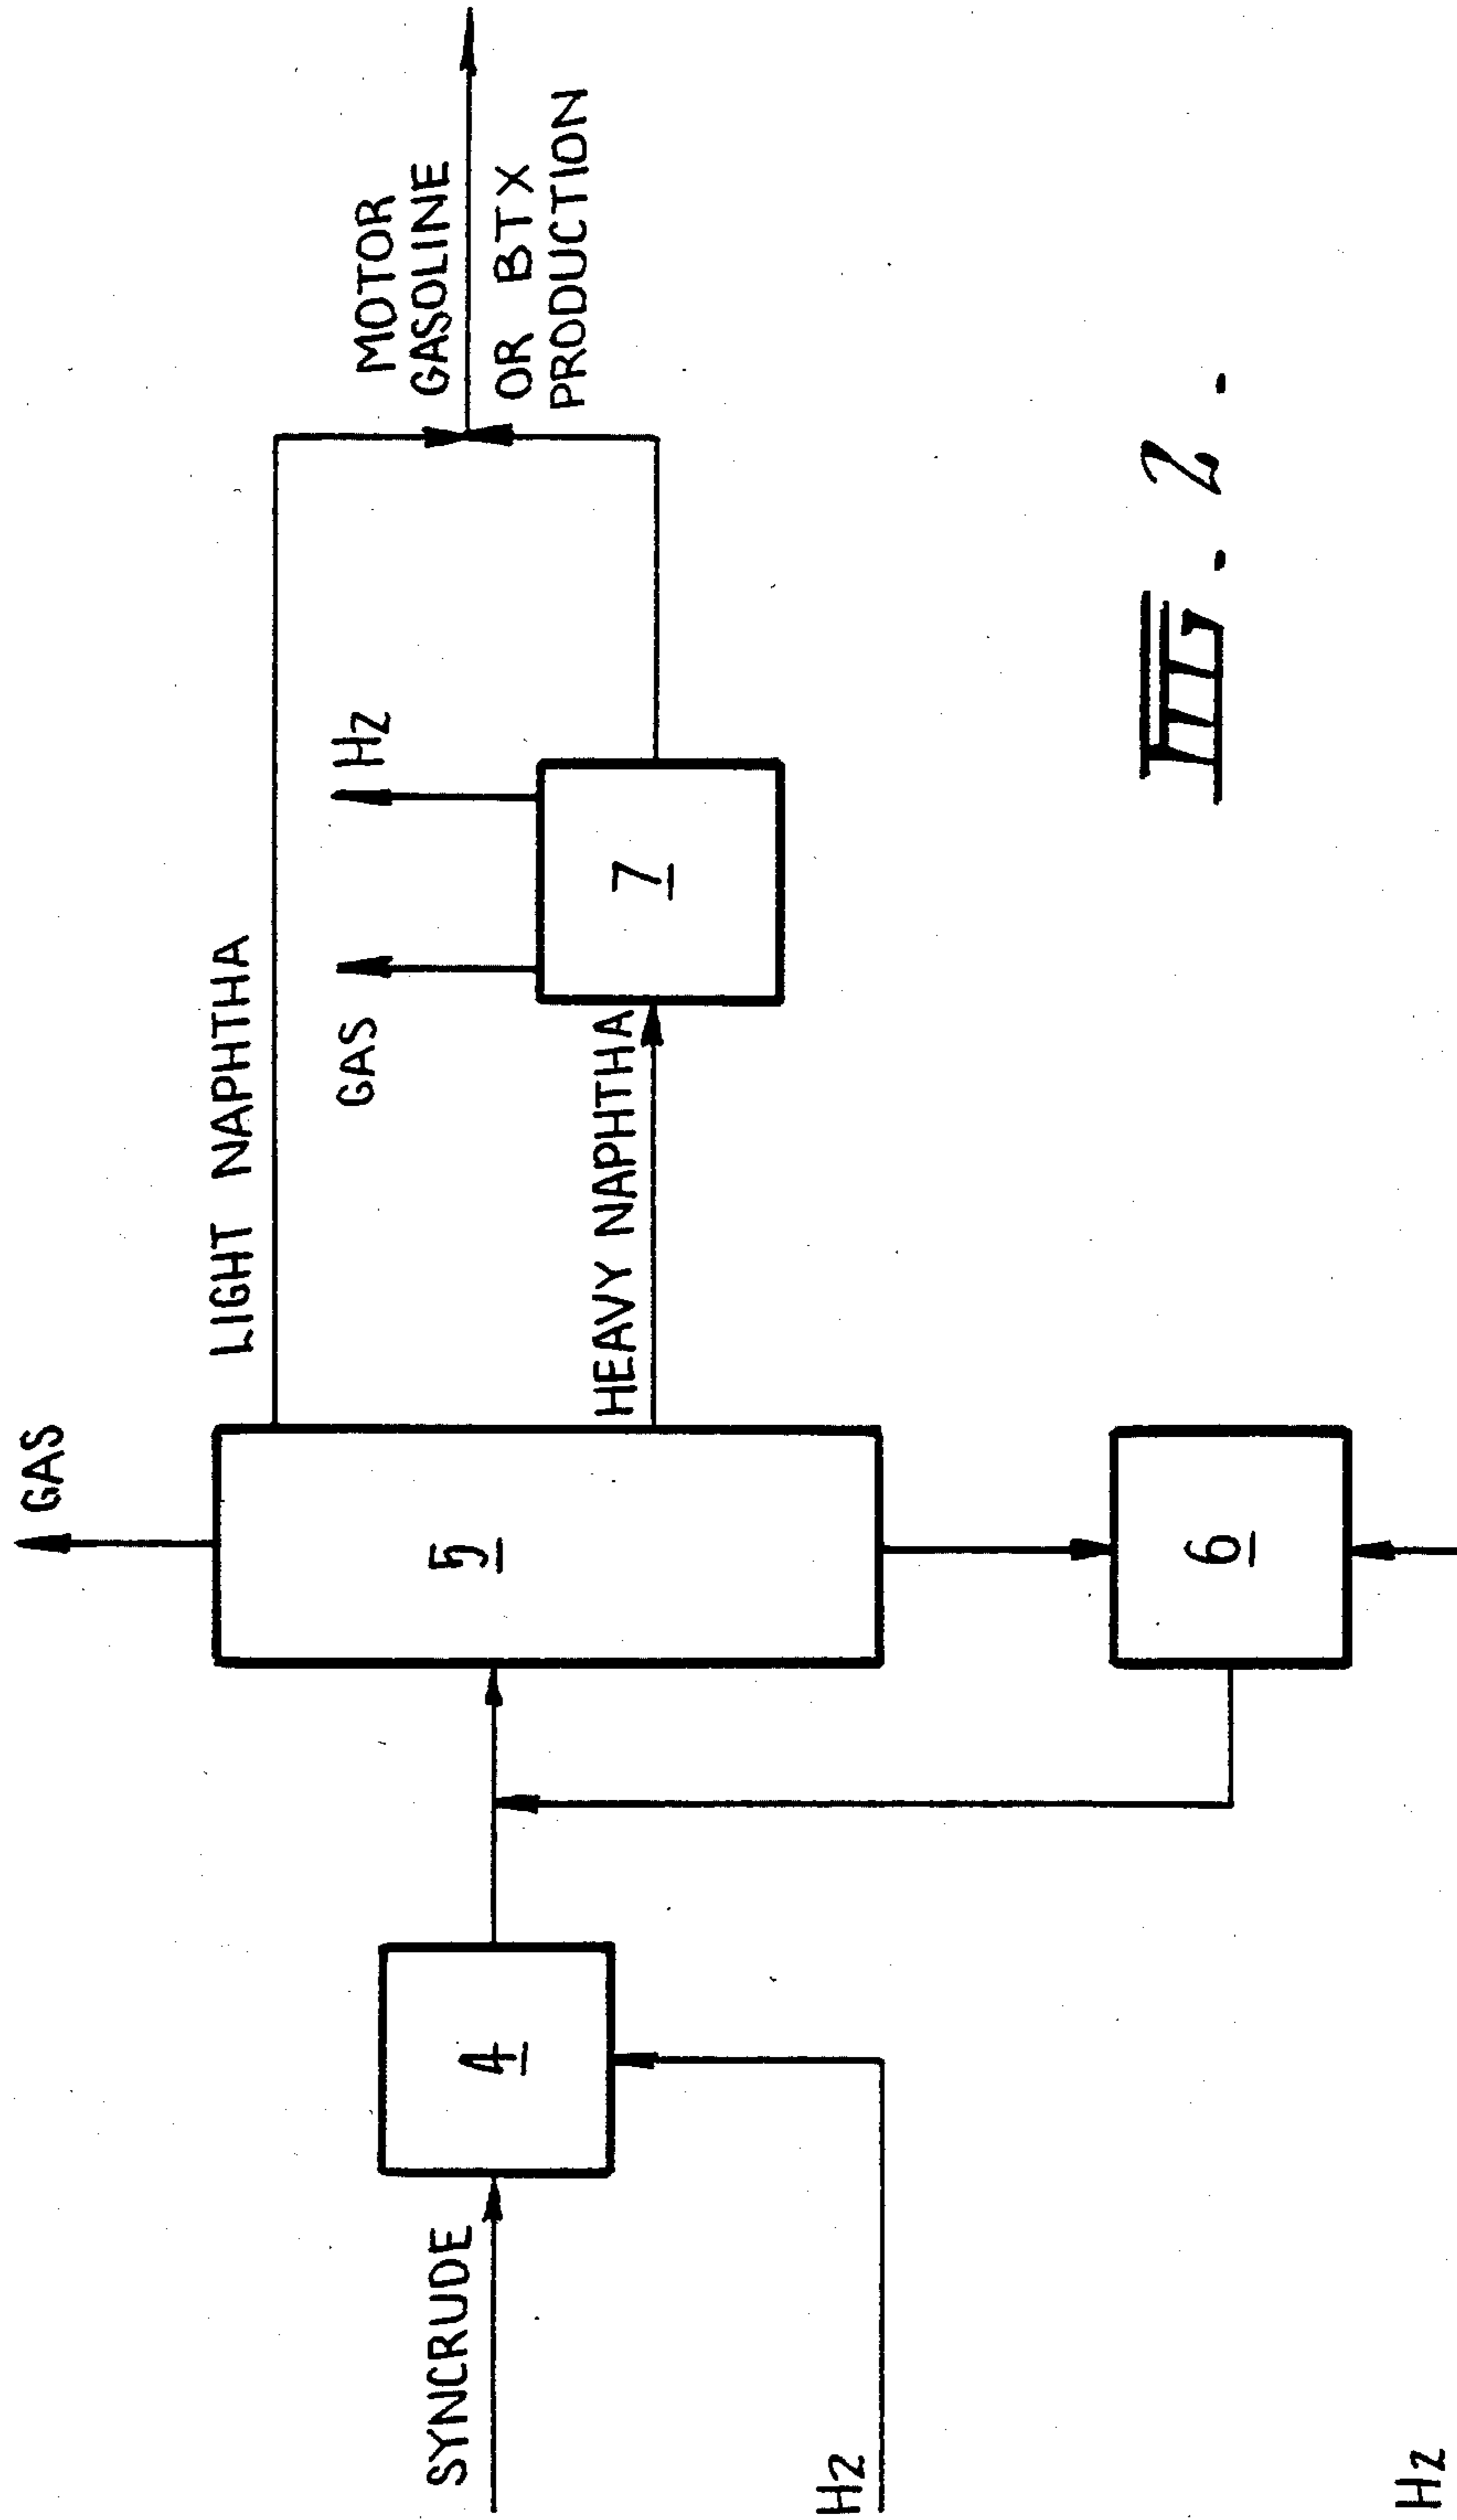 GAS
LIGHT NAPHTHA
MOTOR
GASOLINE
OR BTX
PRODUCTION
GAS
H2
SYNCRUDE
4
5
HEAVY NAPHTHA
7
H2
6
H2
FIG. 2.